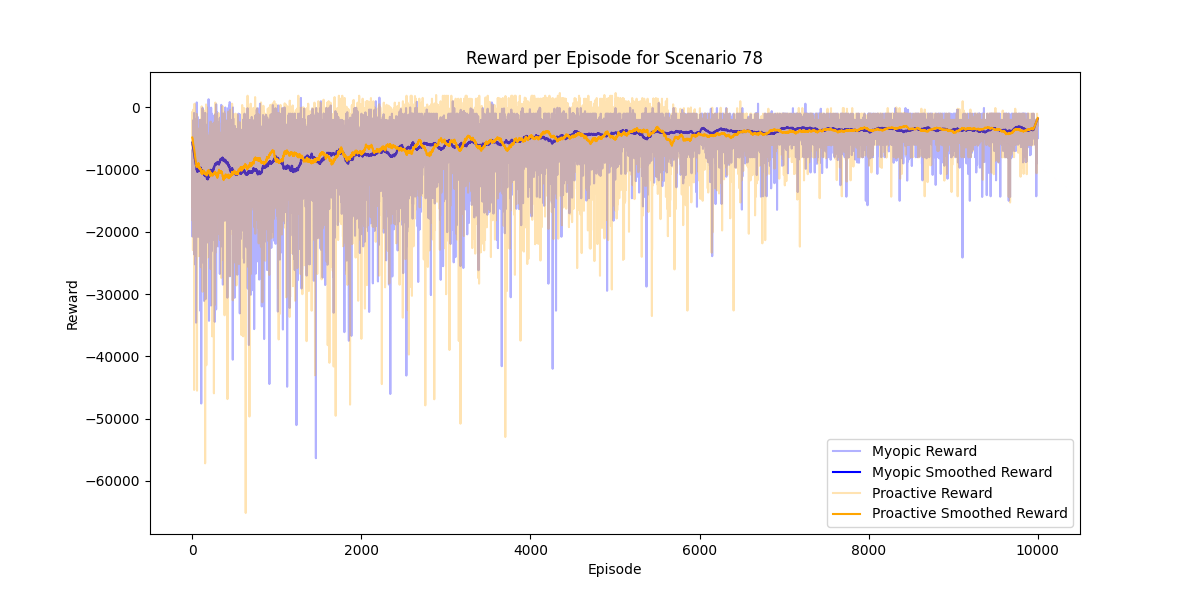 Reward per Episode for Scenario 78
Reward
0
−10000
−20000
−30000
−40000
−50000
−60000
0 2000 4000 6000 8000 10000
Episode
Myopic Reward
Myopic Smoothed Reward
Proactive Reward
Proactive Smoothed Reward